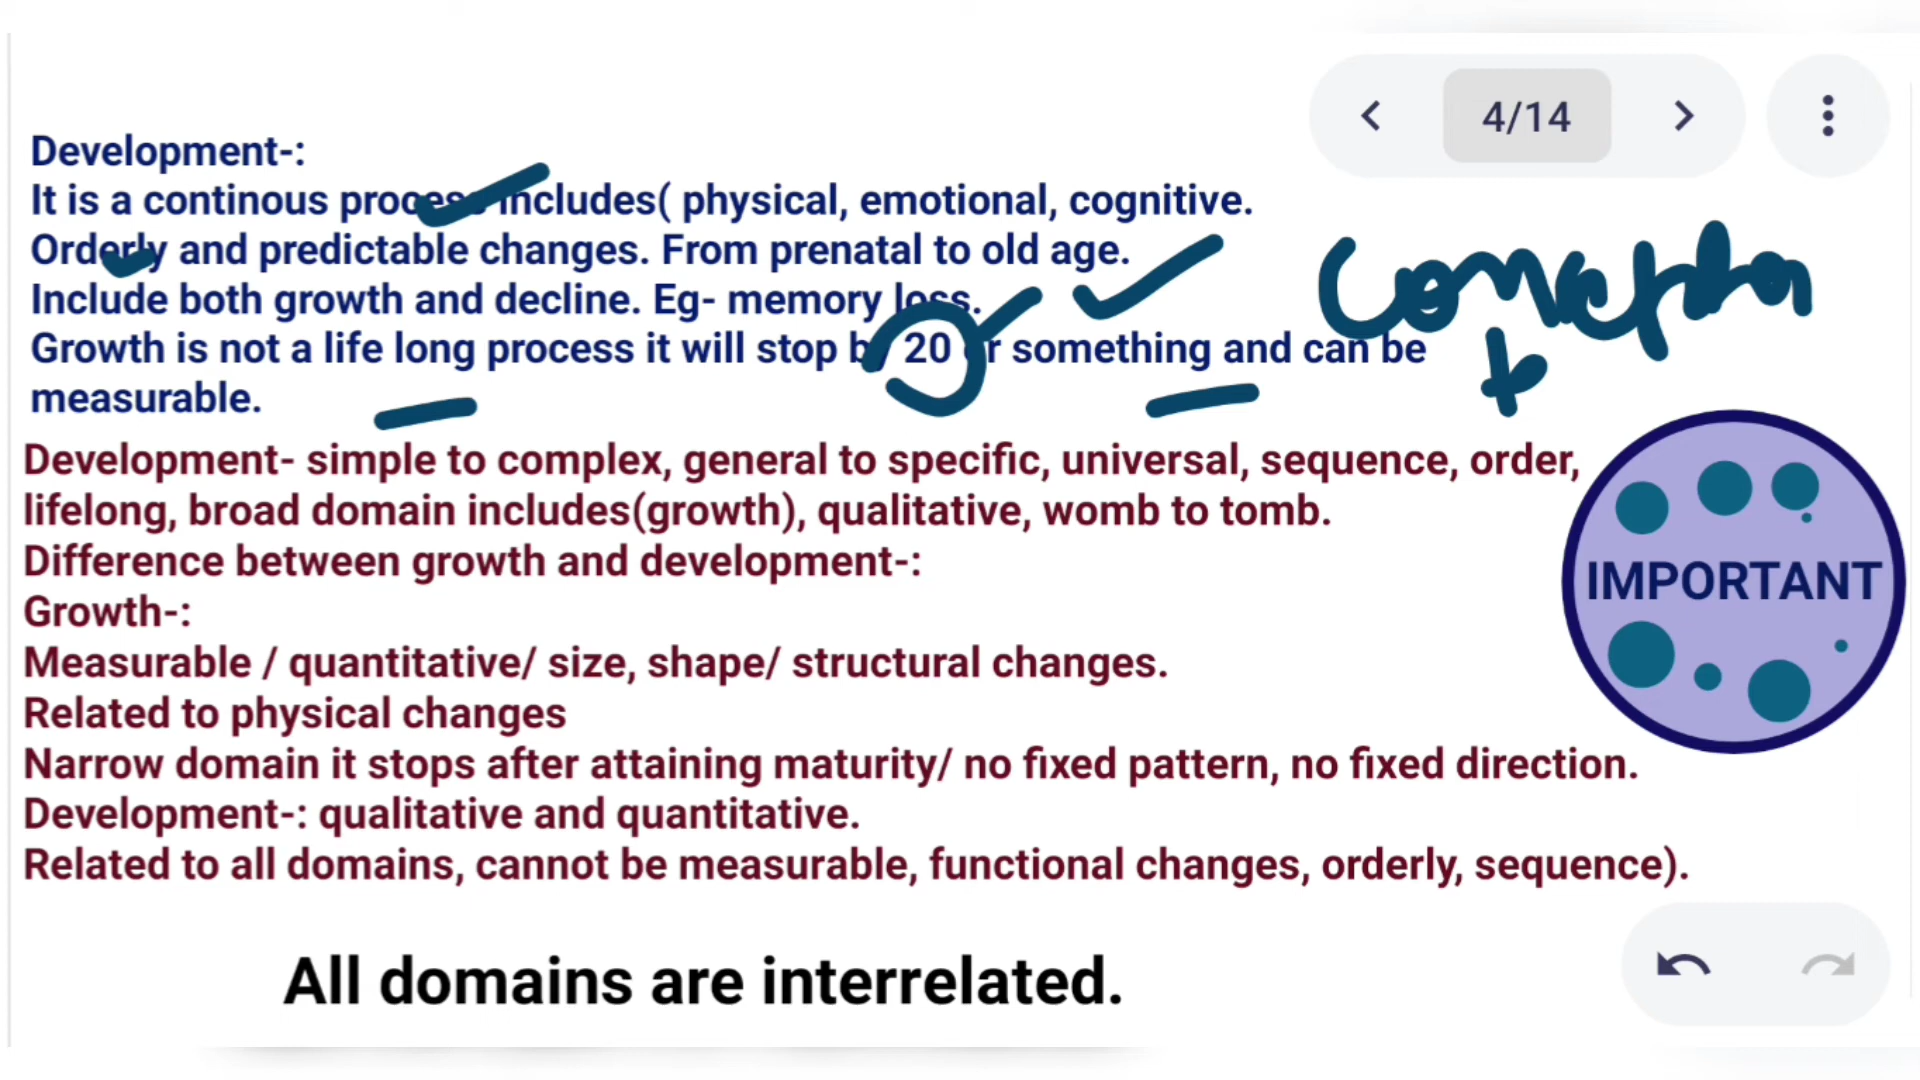 4/14
Development-:
It is a continous process includes( physical, emotional, cognitive.
Orderly and predictable changes. From prenatal to old age.
Include both growth and decline. Eg- memory loss.
Growth is not a life long process it will stop by 20 or something and can be
measurable.
Development- simple to complex, general to specific, universal, sequence, order,
lifelong, broad domain includes(growth), qualitative, womb to tomb.
Difference between growth and development-:
Growth-:
Measurable / quantitative/ size, shape/ structural changes.
Related to physical changes
Narrow domain it stops after attaining maturity/ no fixed pattern, no fixed direction.
Development-: qualitative and quantitative.
Related to all domains, cannot be measurable, functional changes, orderly, sequence).
IMPORTANT
All domains are interrelated.